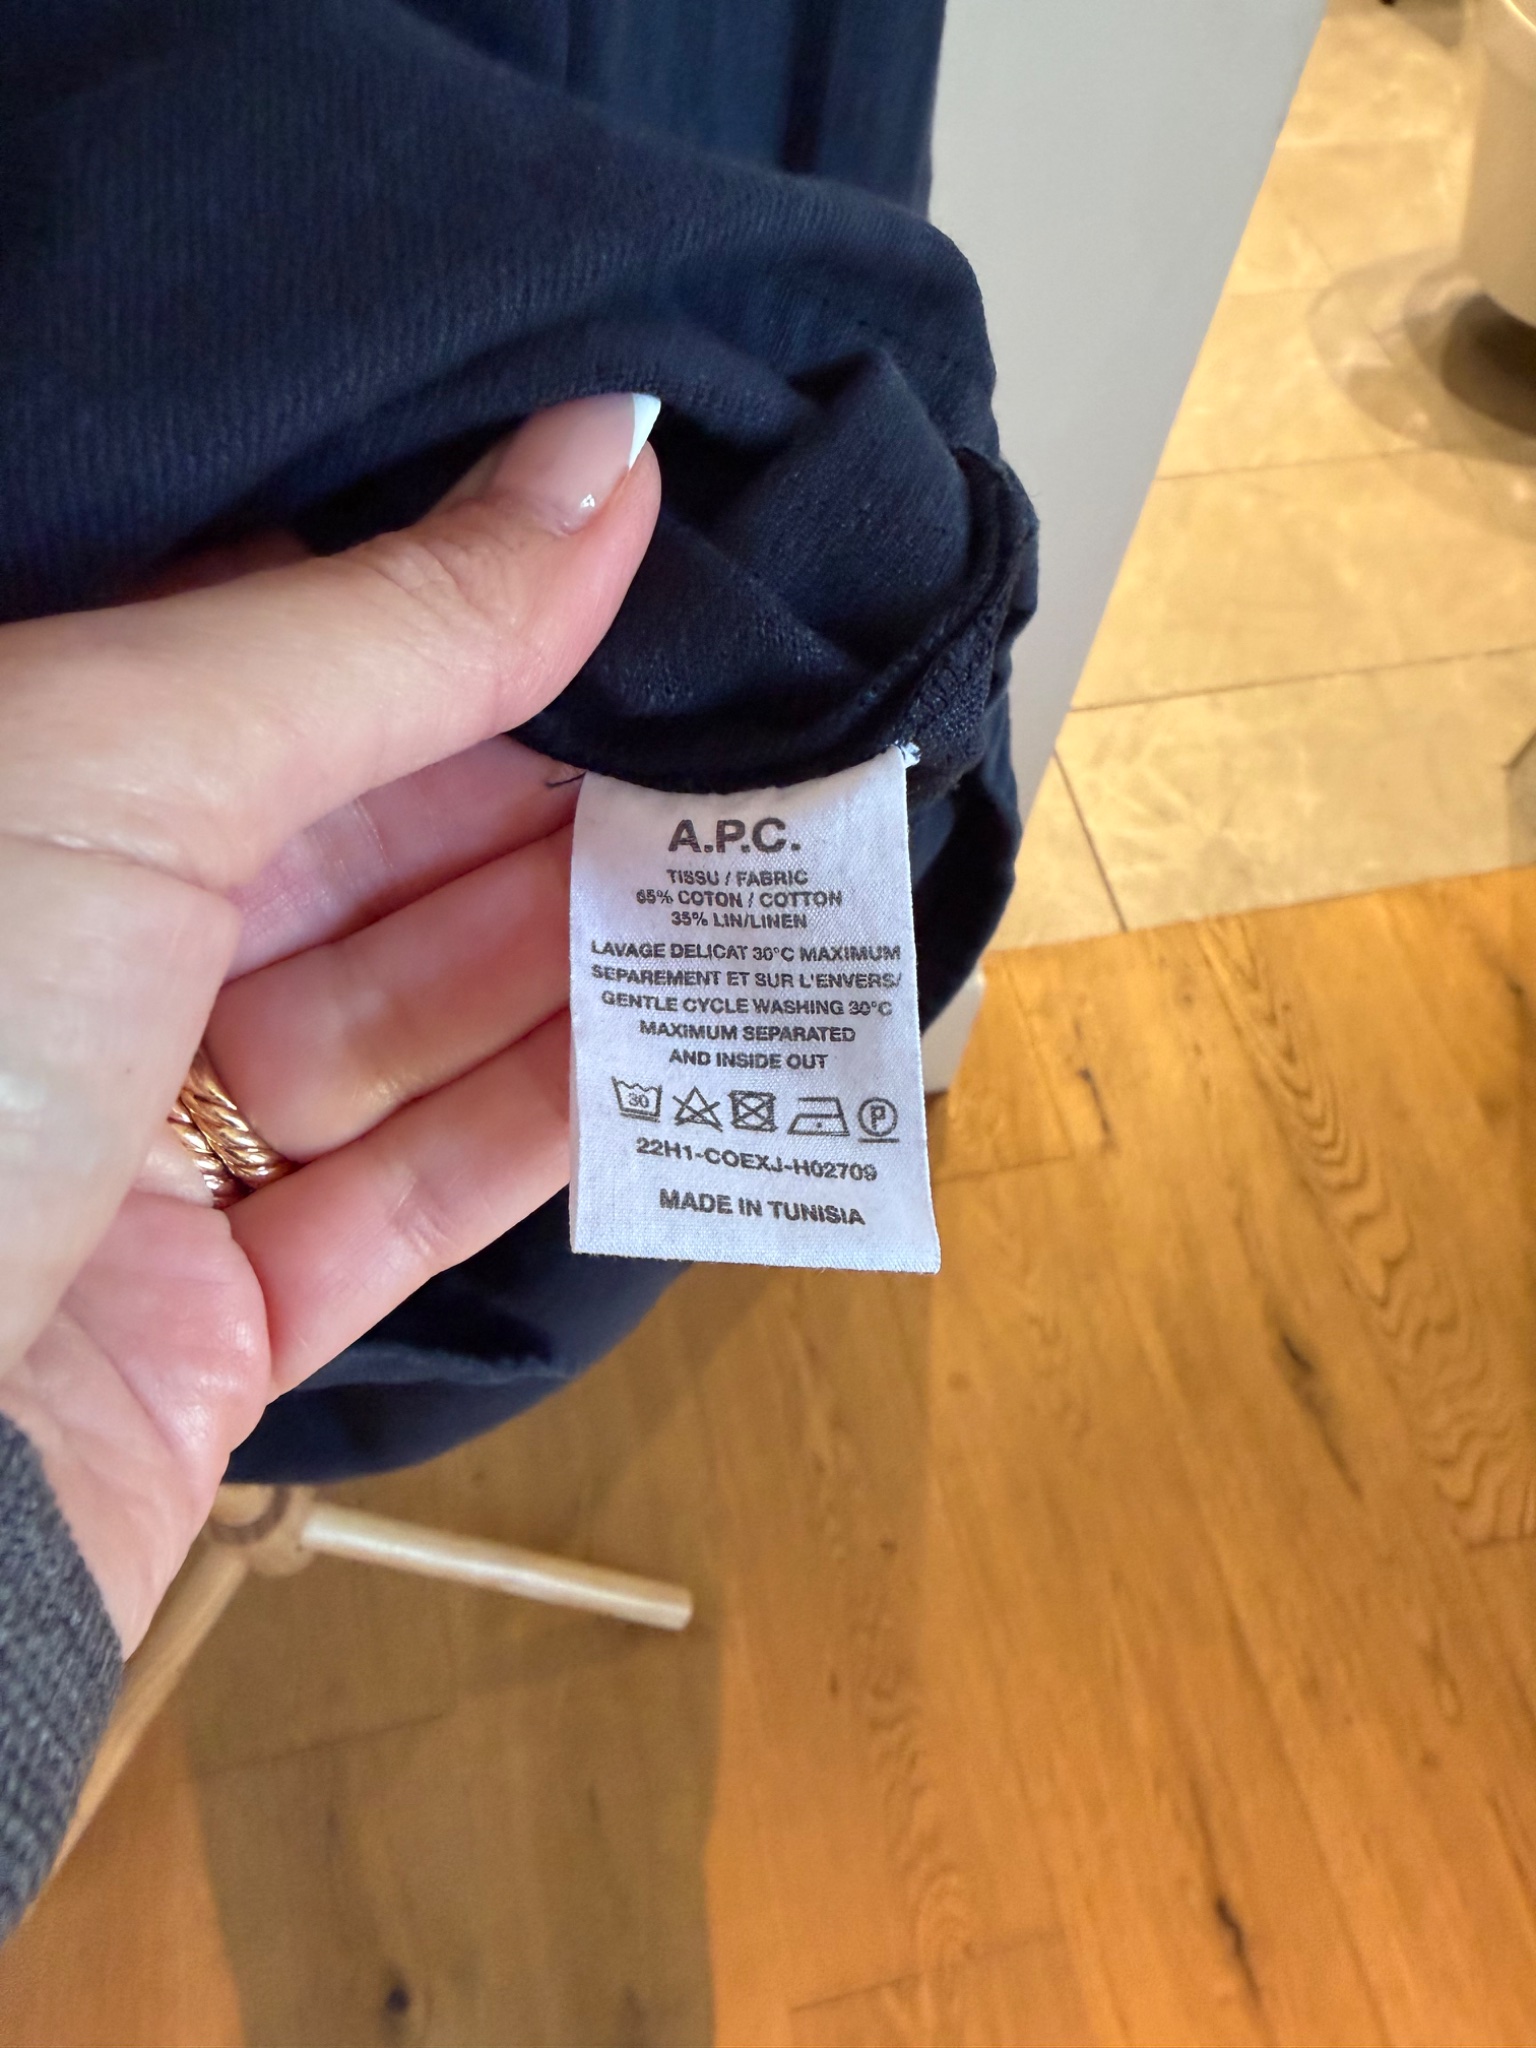 A.P.C.
TISSU / FABRIC
65% COTON / COTTON
35% LIN/LINEN
LAVAGE DELICAT 30°C MAXIMUM
SEPAREMENT ET SUR L'ENVERS/
GENTLE CYCLE WASHING 30°C
MAXIMUM SEPARATED
AND INSIDE OUT
30 P
22H1-COEXJ-H02709
MADE IN TUNISIA